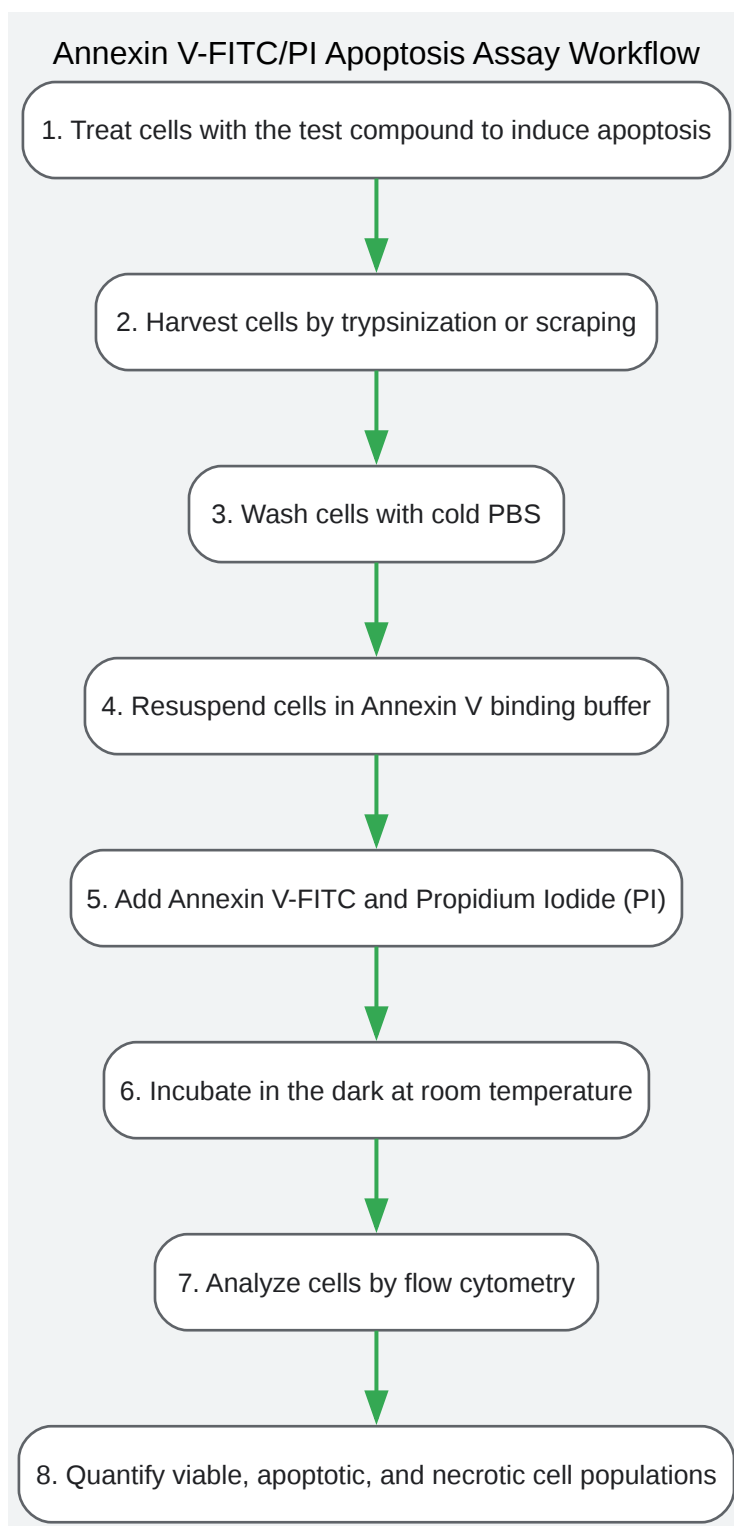 Annexin V-FITC/PI Apoptosis Assay Workflow
1. Treat cells with the test compound to induce apoptosis
2. Harvest cells by trypsinization or scraping
3. Wash cells with cold PBS
4. Resuspend cells in Annexin V binding buffer
5. Add Annexin V-FITC and Propidium Iodide (PI)
6. Incubate in the dark at room temperature
7. Analyze cells by flow cytometry
8. Quantify viable, apoptotic, and necrotic cell populations